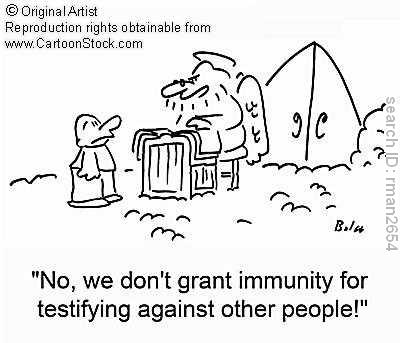 © Original Artist
Reproduction rights obtainable from
www.CartoonStock.com
search ID: rman2654
"No, we don't grant immunity for
testifying against other people!"